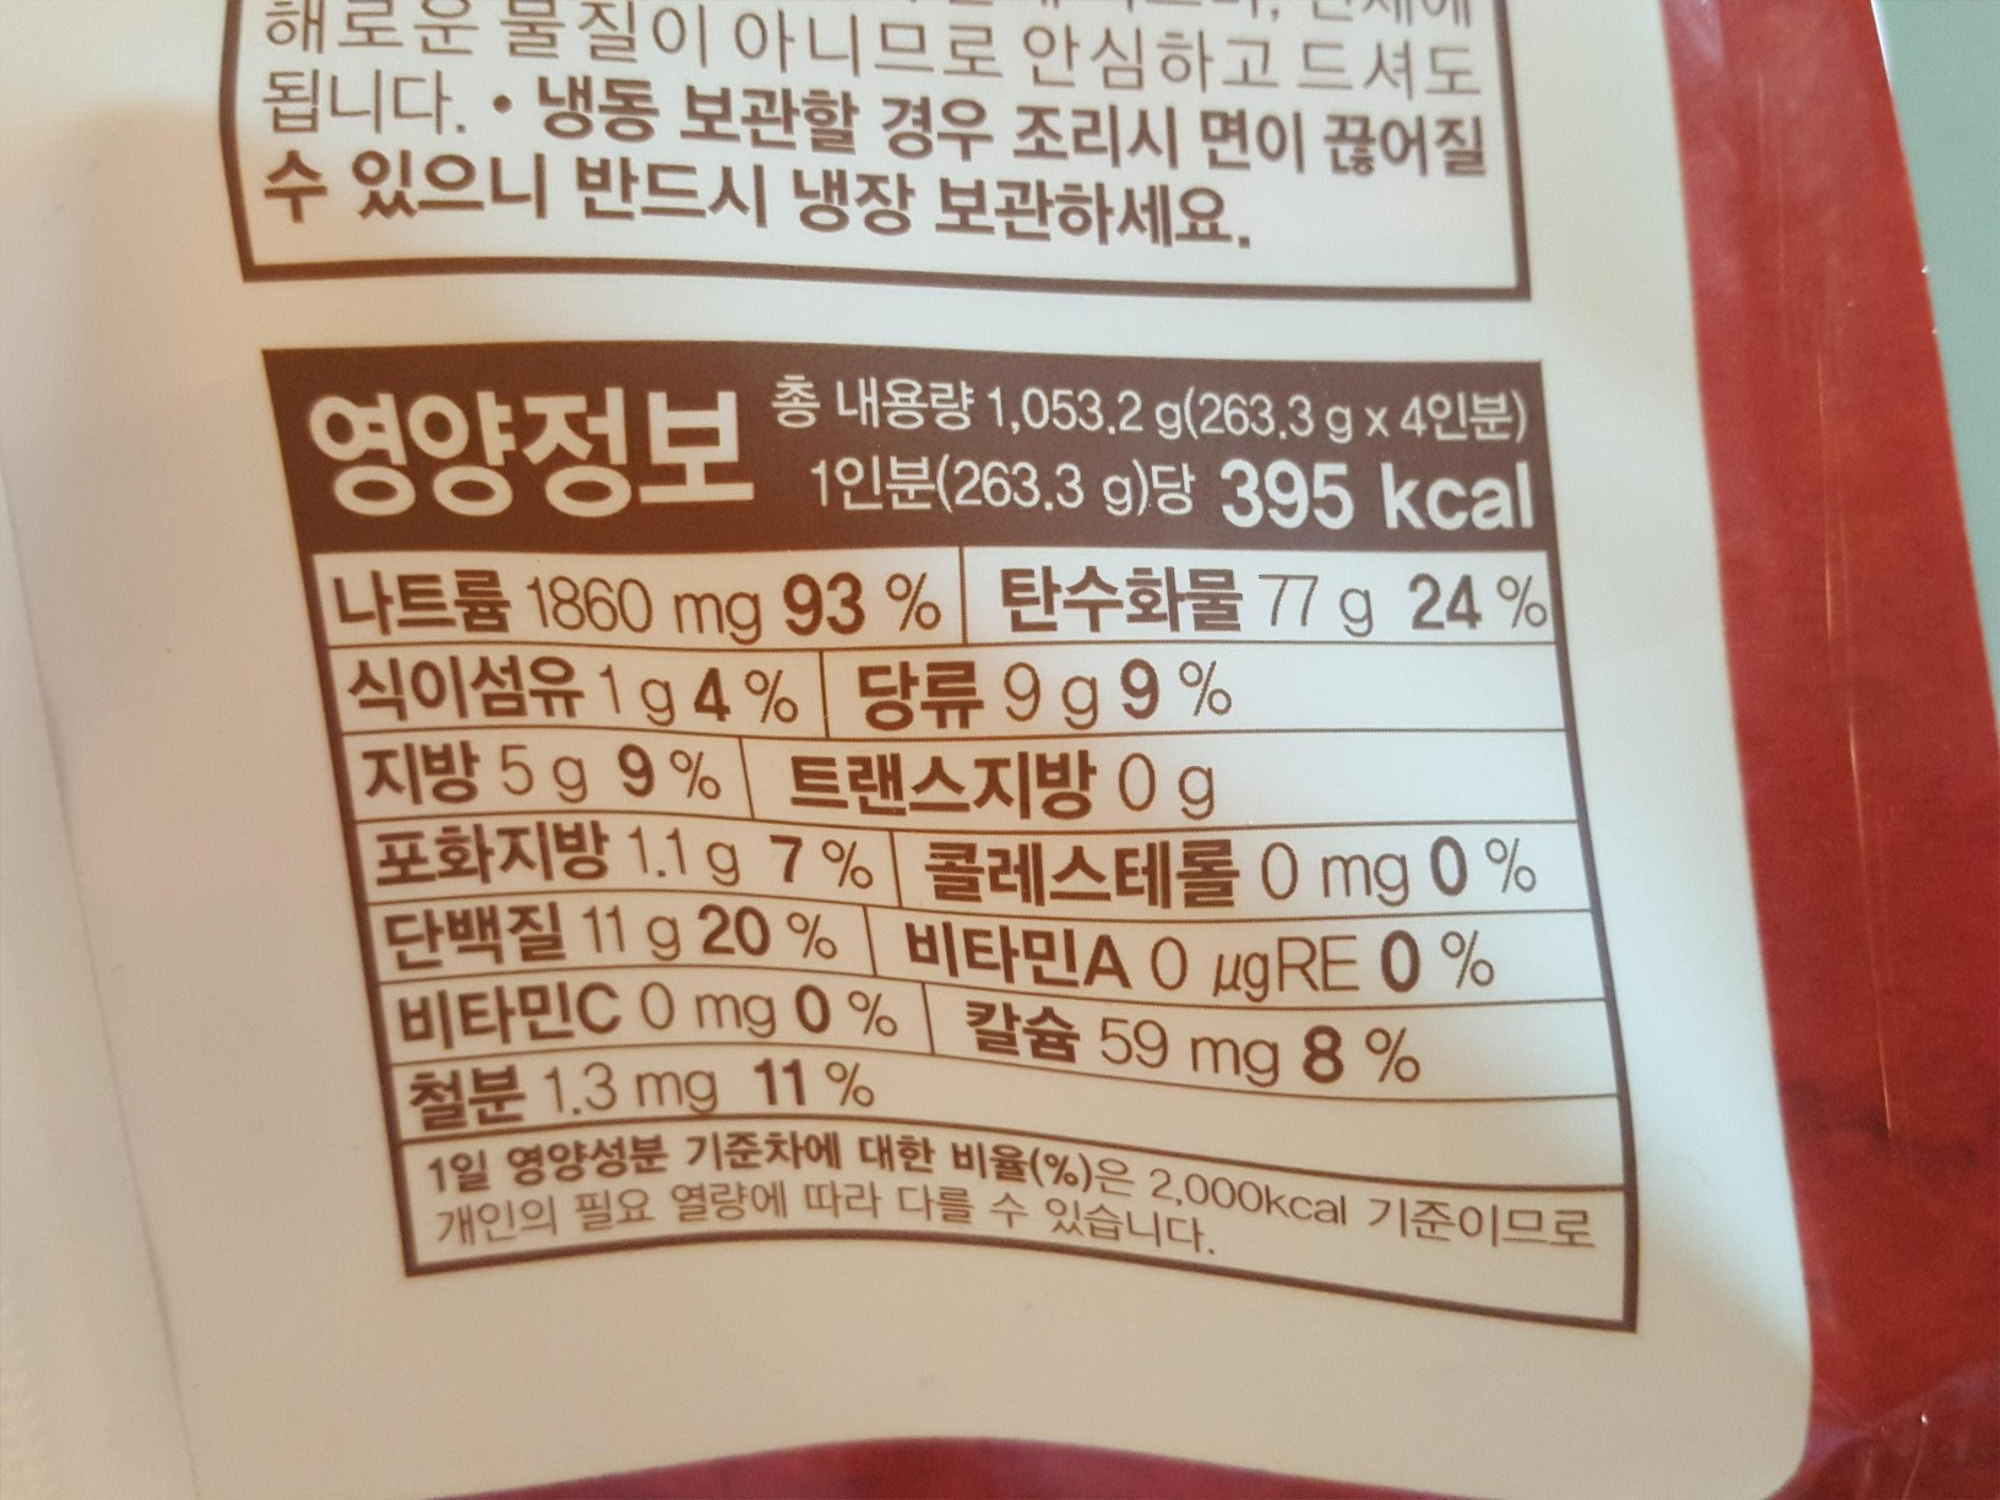 해로운 물질이 아니므로 안심하고 드셔도
됩니다. • 냉동 보관할 경우 조리시 면이 끊어질
수 있으니 반드시 냉장 보관하세요.
영양정보 총 내용량 1,053.2 g(263.3 g x 4인분)
1인분(263.3 g)당 395 kcal
나트륨 1860 mg 93 % 탄수화물 77 g 24 %
식이섬유 1 g 4 % 당류 9 g 9 %
지방 5 g 9 % 트랜스지방 0 g
포화지방 1.1 g 7 % 콜레스테롤 0 mg 0 %
단백질 11 g 20 % 비타민A 0 µgRE 0 %
비타민C 0 mg 0 % 칼슘 59 mg 8 %
철분 1.3 mg 11 %
1일 영양성분 기준차에 대한 비율(%)은 2,000kcal 기준이므로
개인의 필요 열량에 따라 다를 수 있습니다.